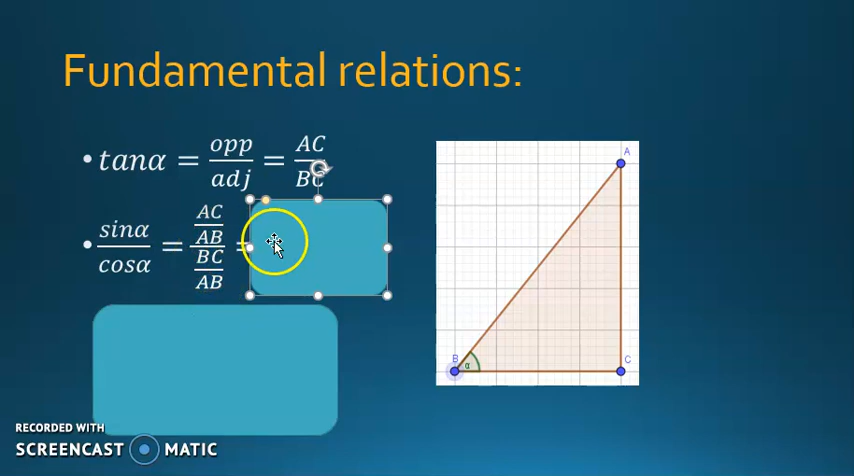 Fundamental relations:
• tanα = opp/adj = AC/BC
• sinα/cosα = (AC/AB)/(BC/AB) =
A
B
α
C
RECORDED WITH
SCREENCAST MATIC